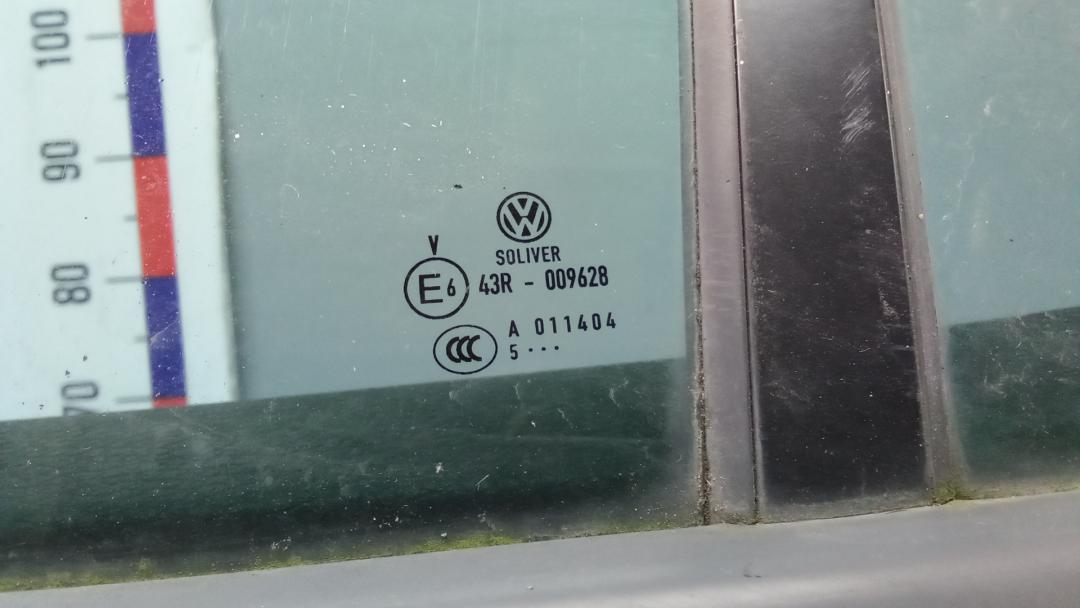 100
90
80
70
VW
SOLIVER
V
E6 43R - 009628
CCC A 011404
5 • • •